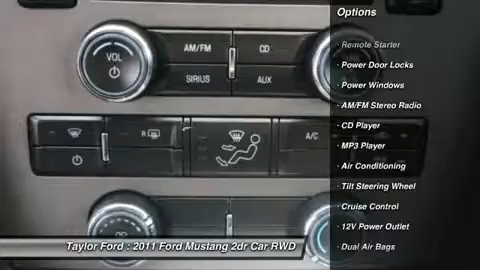 Options
· Remote Starter
· Power Door Locks
· Power Windows
· AM/FM Stereo Radio
· CD Player
· MP3 Player
· Air Conditioning
· Tilt Steering Wheel
· Cruise Control
· 12V Power Outlet
· Dual Air Bags
AM/FM
CD
VOL
SIRIUS
AUX
R
A/C
Taylor Ford : 2011 Ford Mustang 2dr Car RWD